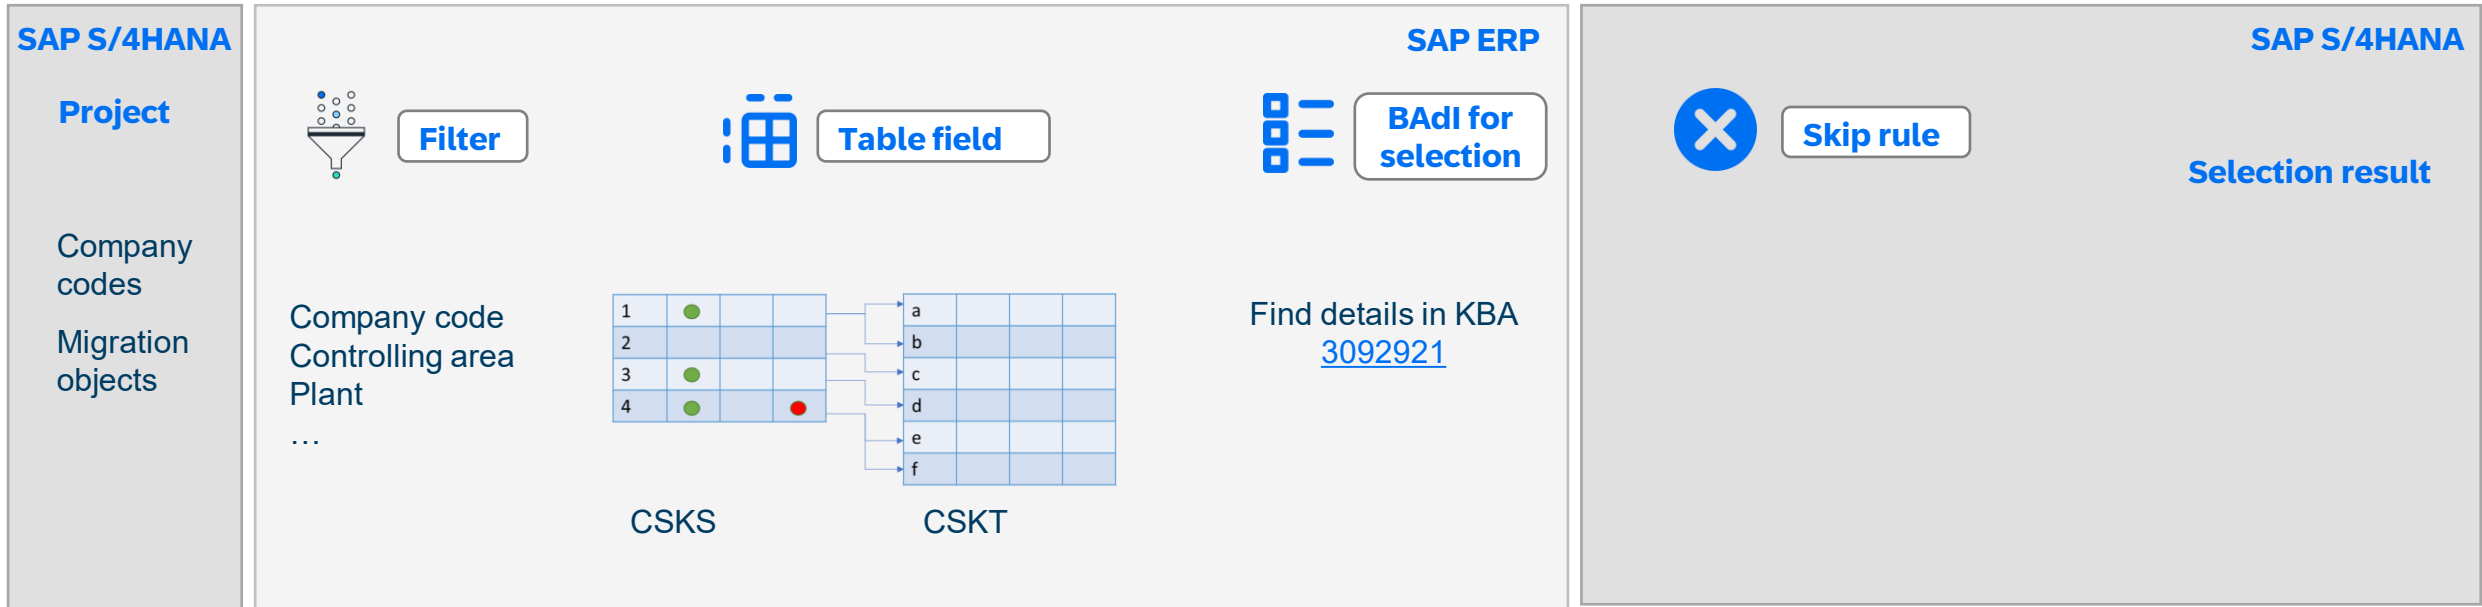 SAP S/4HANA
Project
Company
codes
Migration
objects
SAP ERP
Filter
Table field
BAdI for
selection
Company code
Controlling area
Plant
...
1
2
3
4
CSKS
a
b
c
d
e
f
CSKT
Find details in KBA
3092921
SAP S/4HANA
Skip rule
Selection result